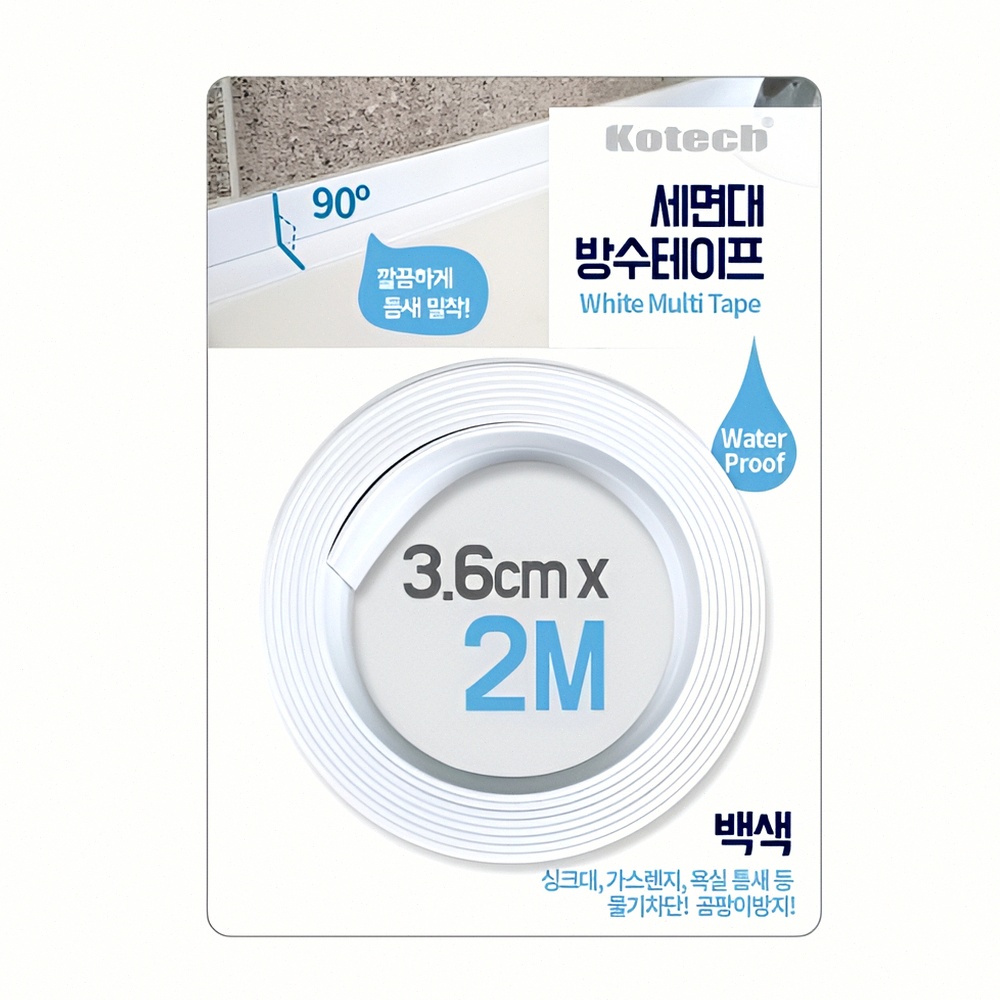 Kotech®
세면대
방수테이프
White Multi Tape
90º
깔끔하게
틈새 밀착!
Water
Proof
3.6cm x
2M
백색
싱크대, 가스렌지, 욕실 틈새 등
물기차단! 곰팡이방지!